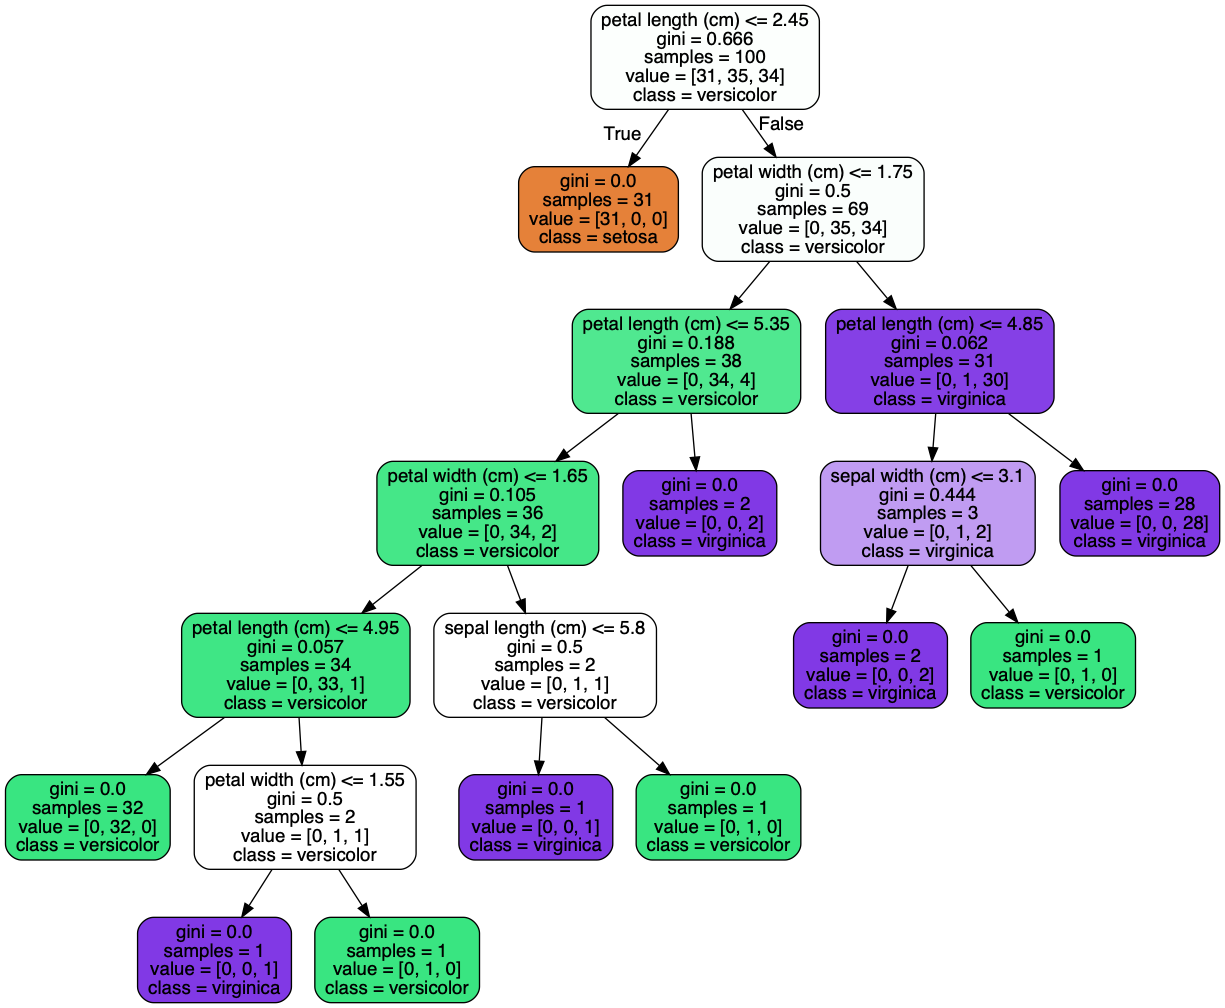 petal length (cm) <= 2.45
gini = 0.666
samples = 100
value = [31, 35, 34]
class = versicolor
True
False
gini = 0.0
samples = 31
value = [31, 0, 0]
class = setosa
petal width (cm) <= 1.75
gini = 0.5
samples = 69
value = [0, 35, 34]
class = versicolor
petal length (cm) <= 5.35
gini = 0.188
samples = 38
value = [0, 34, 4]
class = versicolor
petal length (cm) <= 4.85
gini = 0.062
samples = 31
value = [0, 1, 30]
class = virginica
petal width (cm) <= 1.65
gini = 0.105
samples = 36
value = [0, 34, 2]
class = versicolor
gini = 0.0
samples = 2
value = [0, 0, 2]
class = virginica
sepal width (cm) <= 3.1
gini = 0.444
samples = 3
value = [0, 1, 2]
class = virginica
gini = 0.0
samples = 28
value = [0, 0, 28]
class = virginica
petal length (cm) <= 4.95
gini = 0.057
samples = 34
value = [0, 33, 1]
class = versicolor
sepal length (cm) <= 5.8
gini = 0.5
samples = 2
value = [0, 1, 1]
class = versicolor
gini = 0.0
samples = 2
value = [0, 0, 2]
class = virginica
gini = 0.0
samples = 1
value = [0, 1, 0]
class = versicolor
gini = 0.0
samples = 32
value = [0, 32, 0]
class = versicolor
petal width (cm) <= 1.55
gini = 0.5
samples = 2
value = [0, 1, 1]
class = versicolor
gini = 0.0
samples = 1
value = [0, 0, 1]
class = virginica
gini = 0.0
samples = 1
value = [0, 1, 0]
class = versicolor
gini = 0.0
samples = 1
value = [0, 0, 1]
class = virginica
gini = 0.0
samples = 1
value = [0, 1, 0]
class = versicolor